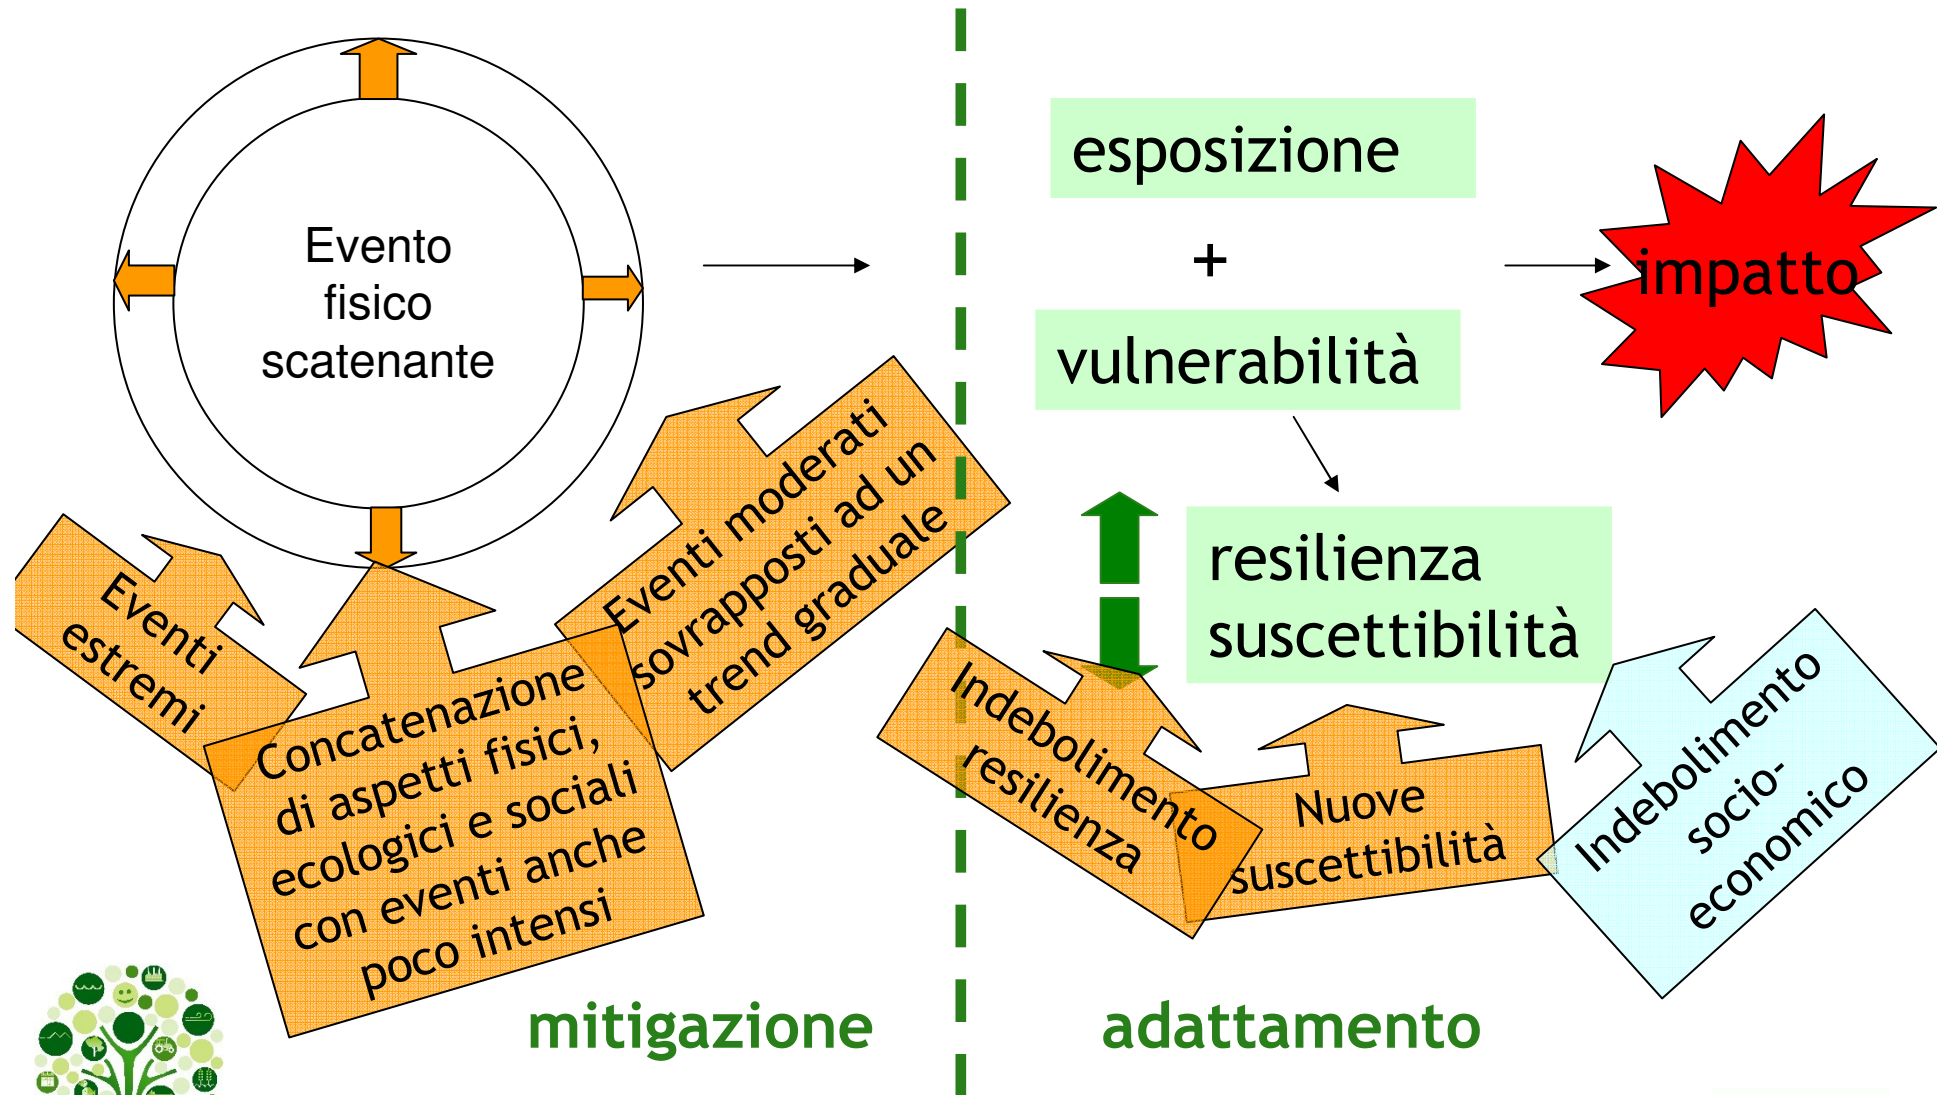 Evento
fisico
scatenante
esposizione
+
vulnerabilità
impatto
resilienza
suscettibilità
Eventi
estremi
Concatenazione
di aspetti fisici,
ecologici e sociali
con eventi anche
poco intensi
Eventi moderati
sovrapposti ad un
trend graduale
Indebolimento
resilienza
Nuove
suscettibilità
Indebolimento
socio-
economico
mitigazione
adattamento